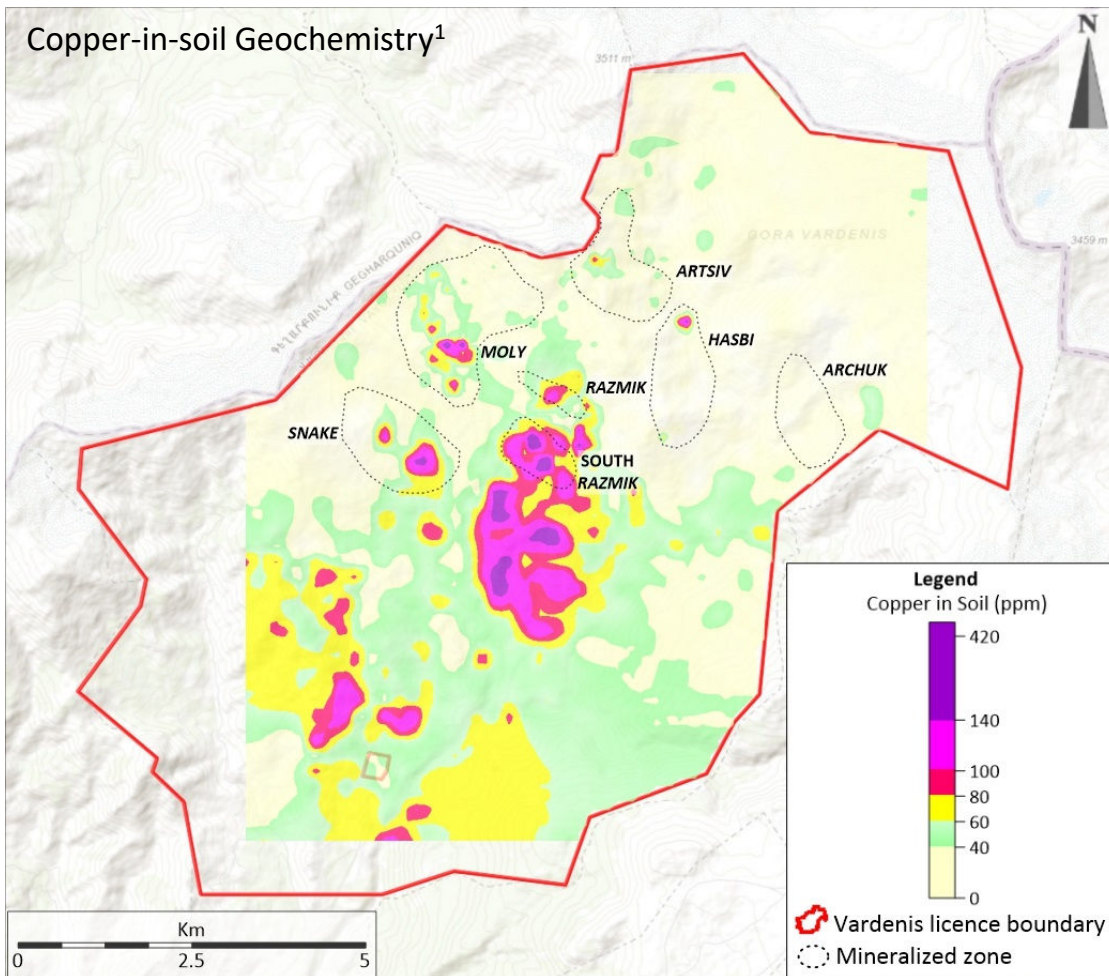 Copper-in-soil Geochemistry¹
N
3511 m
GORA VARDENIS
3459 m
ԳԵՂԱՐՔՈՒՆԻՔ GEGHARQUNIQ
ARTSIV
HASBI
MOLY
ARCHUK
RAZMIK
SNAKE
SOUTH
RAZMIK
Legend
Copper in Soil (ppm)
420
140
100
80
60
40
0
Vardenis licence boundary
Mineralized zone
Km
0
2.5
5